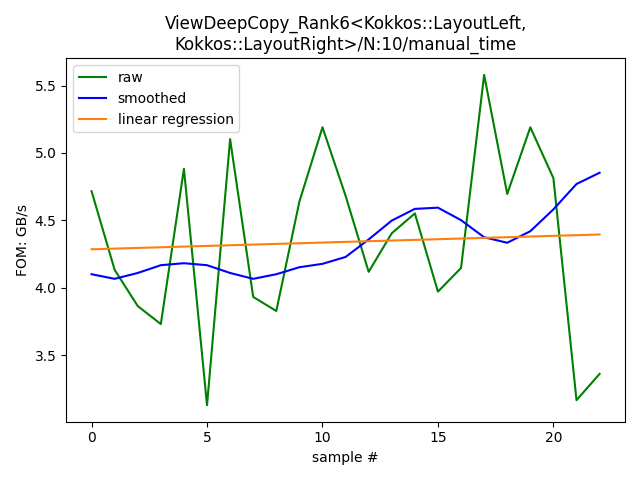 ViewDeepCopy_Rank6<Kokkos::LayoutLeft,
Kokkos::LayoutRight>/N:10/manual_time
raw
smoothed
linear regression
FOM: GB/s
5.5
5.0
4.5
4.0
3.5
0 5 10 15 20
sample #